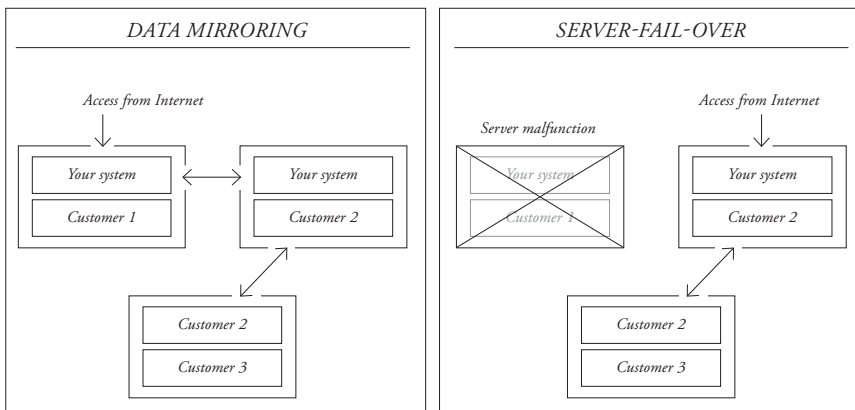 DATA MIRRORING
Access from Internet
Your system
Customer 1
Your system
Customer 2
Customer 2
Customer 3
SERVER-FAIL-OVER
Server malfunction
Your system
Customer 1
Access from Internet
Your system
Customer 2
Customer 2
Customer 3